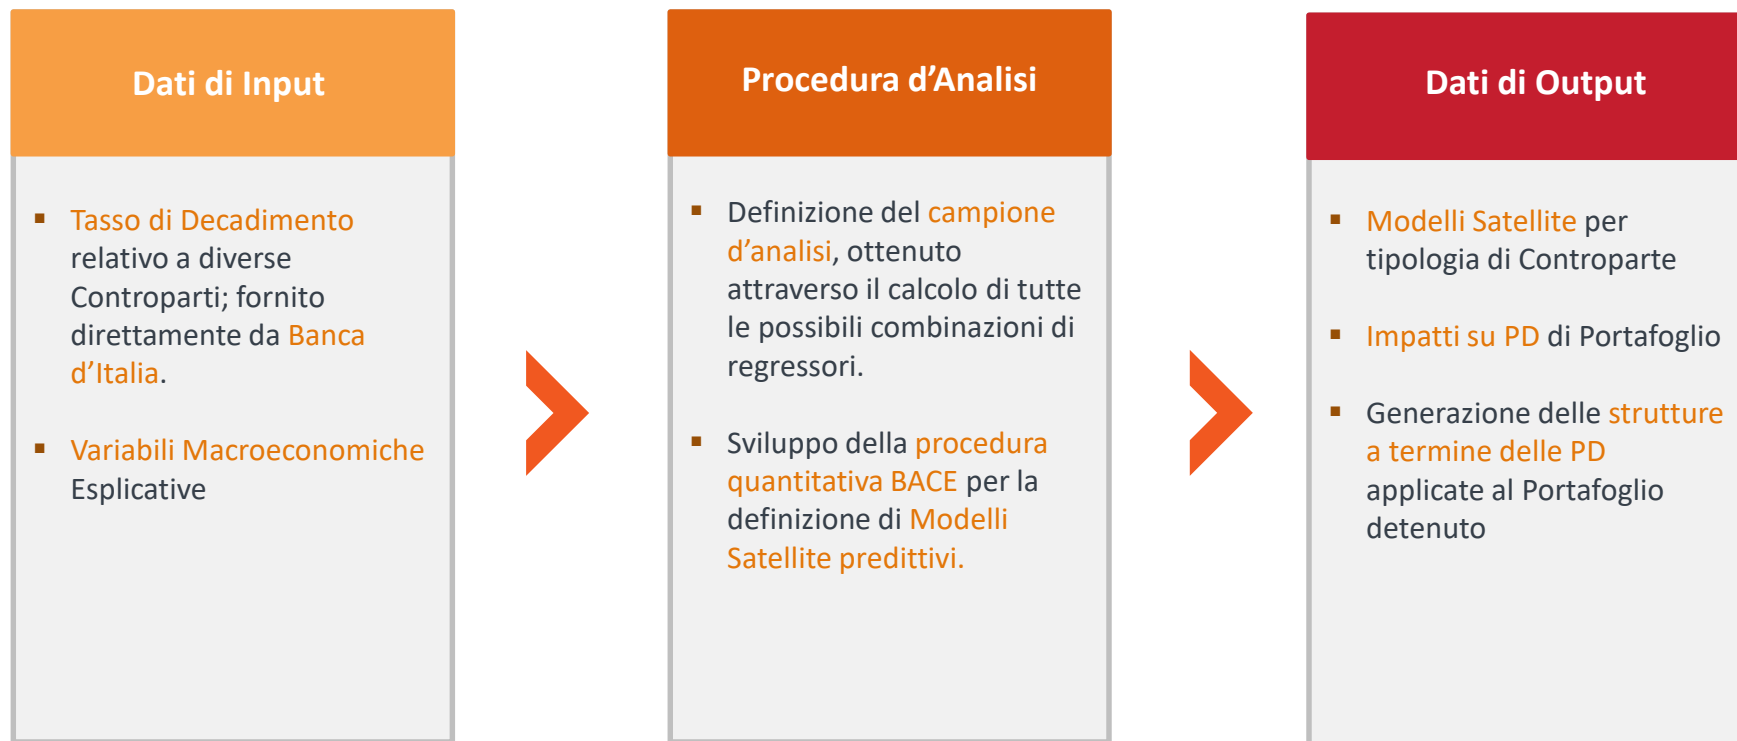 Dati di Input
Tasso di Decadimento
relativo a diverse
Controparti; fornito
direttamente da Banca
d’Italia.
Variabili Macroeconomiche
Esplicative
Procedura d’Analisi
Definizione del campione
d’analisi, ottenuto
attraverso il calcolo di tutte
le possibili combinazioni di
regressori.
Sviluppo della procedura
quantitativa BACE per la
definizione di Modelli
Satellite predittivi.
Dati di Output
Modelli Satellite per
tipologia di Controparte
Impatti su PD di Portafoglio
Generazione delle strutture
a termine delle PD
applicate al Portafoglio
detenuto